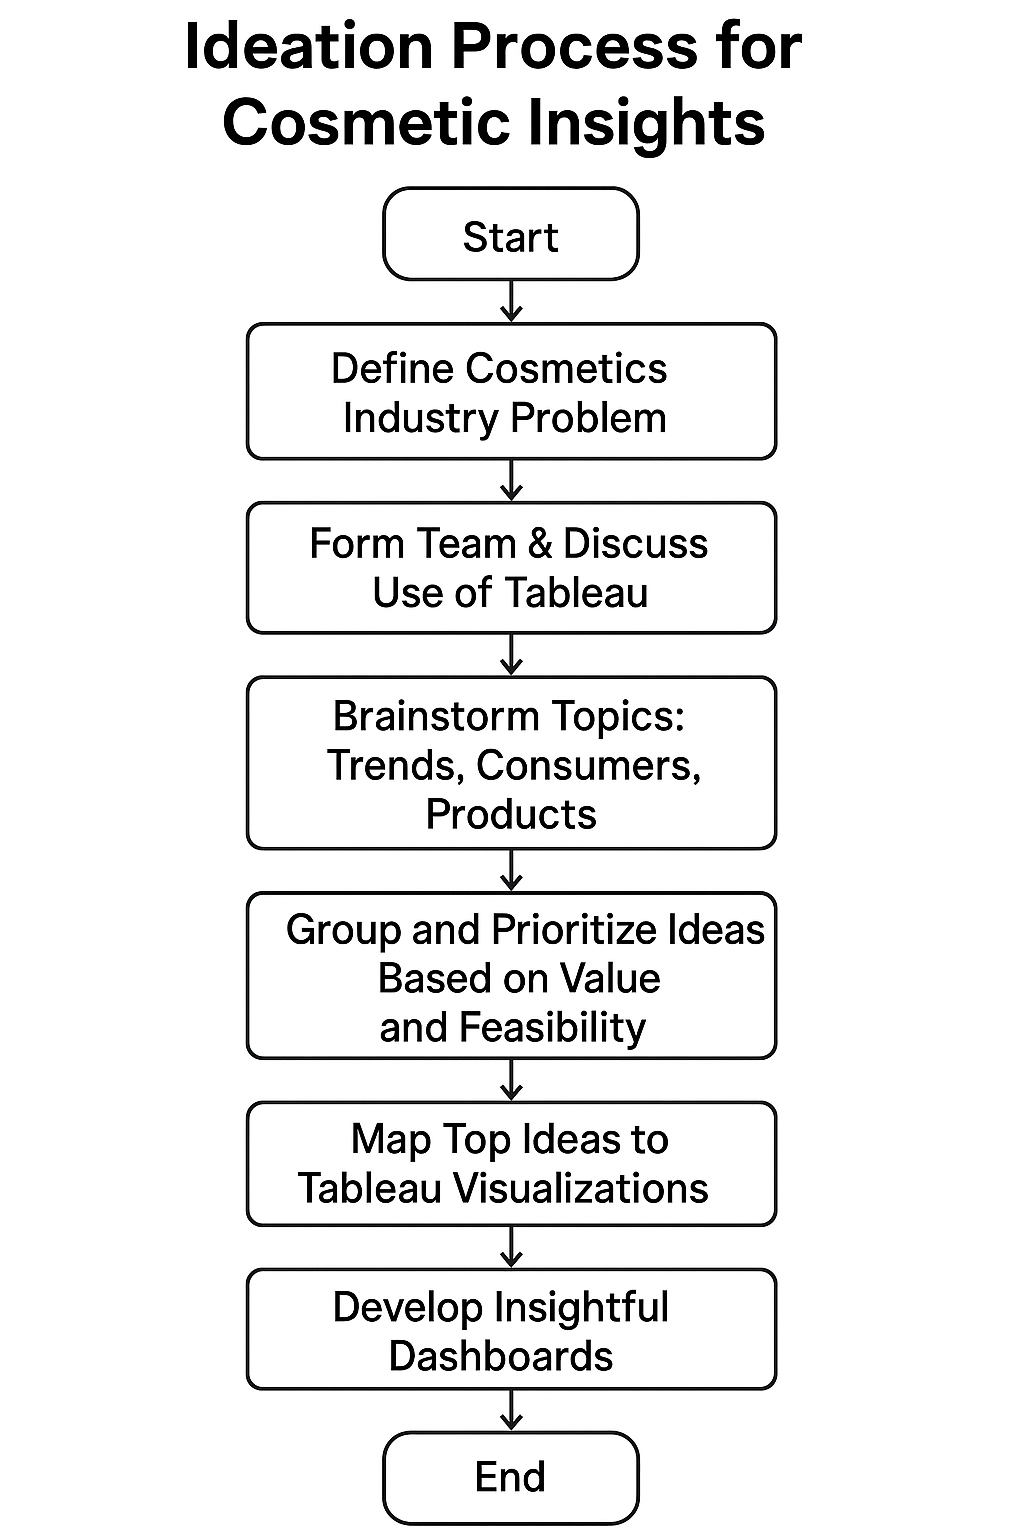 Ideation Process for
Cosmetic Insights
Start
Define Cosmetics
Industry Problem
Form Team & Discuss
Use of Tableau
Brainstorm Topics:
Trends, Consumers,
Products
Group and Prioritize Ideas
Based on Value
and Feasibility
Map Top Ideas to
Tableau Visualizations
Develop Insightful
Dashboards
End